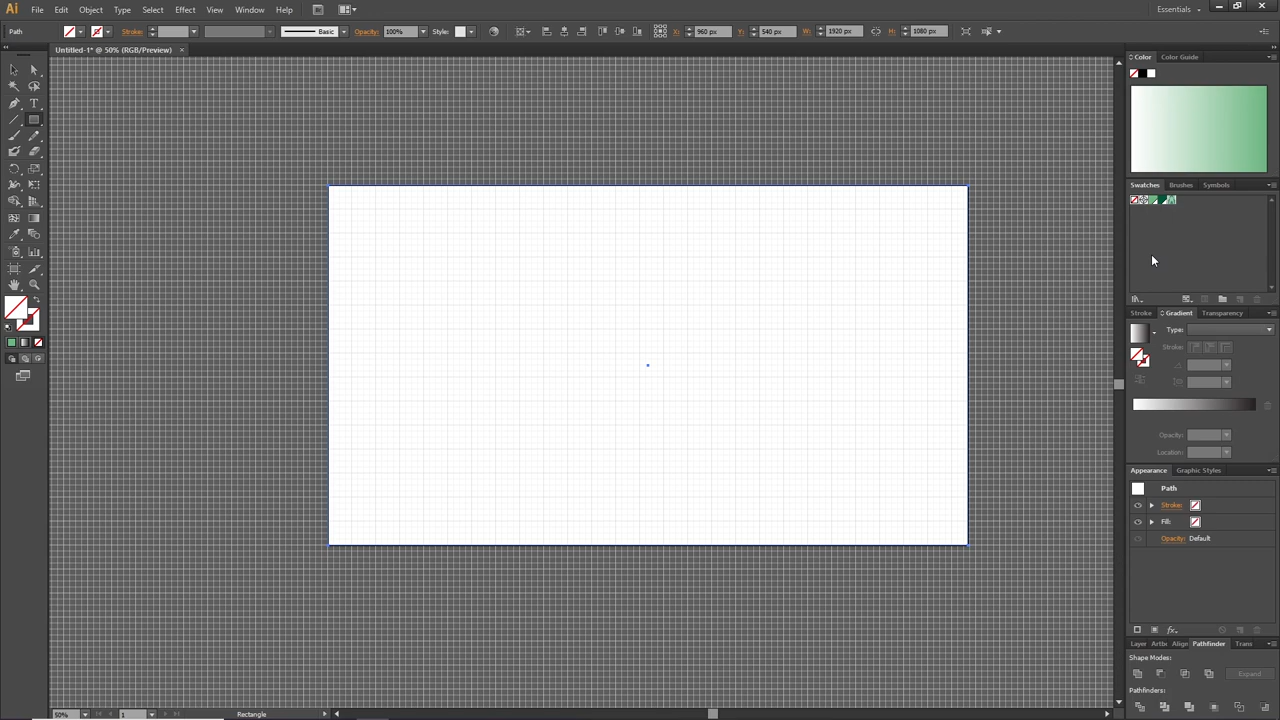 Ai File Edit Object Type Select Effect View Window Help Br Essentials
Path Stroke: Basic Opacity: 100% Style: X: 960 px Y: 540 px W: 1920 px H: 1080 px
Untitled-1* @ 50% (RGB/Preview) ×
Color Color Guide
Swatches Brushes Symbols
Stroke Gradient Transparency
Type:
Stroke:
Opacity:
Location:
Appearance Graphic Styles
Path
Stroke:
Fill:
Opacity: Default
Layer Artb Align Pathfinder Trans
Shape Modes:
Expand
Pathfinders:
50% 1 Rectangle